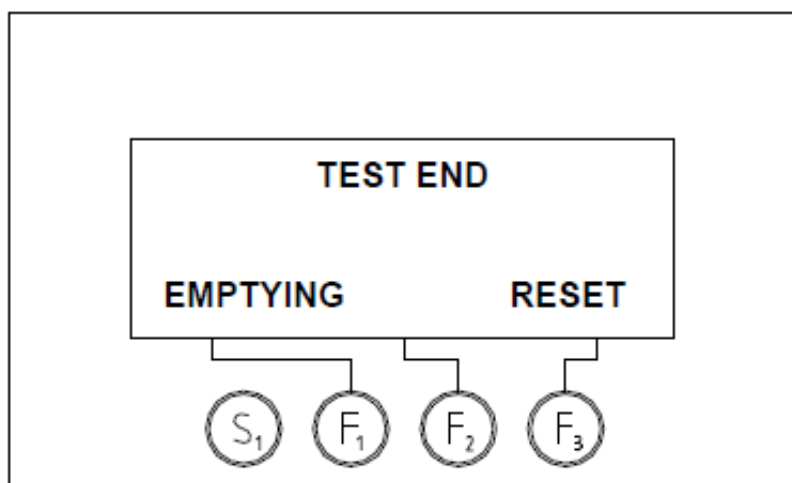 TEST END
EMPTYING RESET
S₁ F₁ F₂ F₃